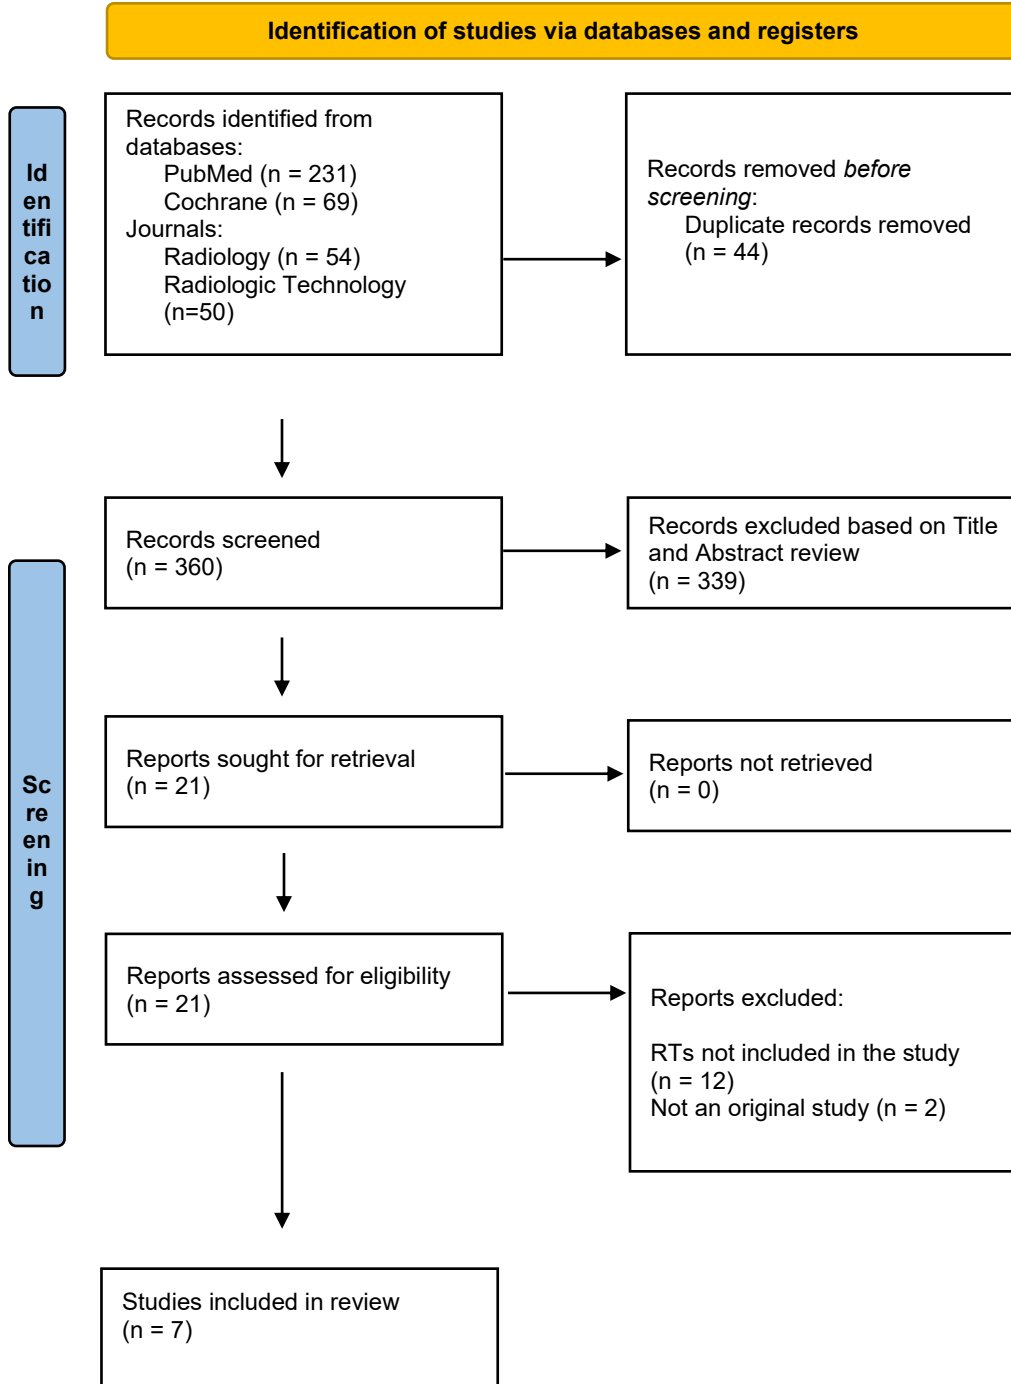 Identification of studies via databases and registers
Id
en
tifi
ca
tio
n
Records identified from
databases:
PubMed (n = 231)
Cochrane (n = 69)
Journals:
Radiology (n = 54)
Radiologic Technology
(n=50)
Records removed before
screening:
Duplicate records removed
(n = 44)
Sc
re
en
in
g
Records screened
(n = 360)
Records excluded based on Title
and Abstract review
(n = 339)
Reports sought for retrieval
(n = 21)
Reports not retrieved
(n = 0)
Reports assessed for eligibility
(n = 21)
Reports excluded:
RTs not included in the study
(n = 12)
Not an original study (n = 2)
Studies included in review
(n = 7)